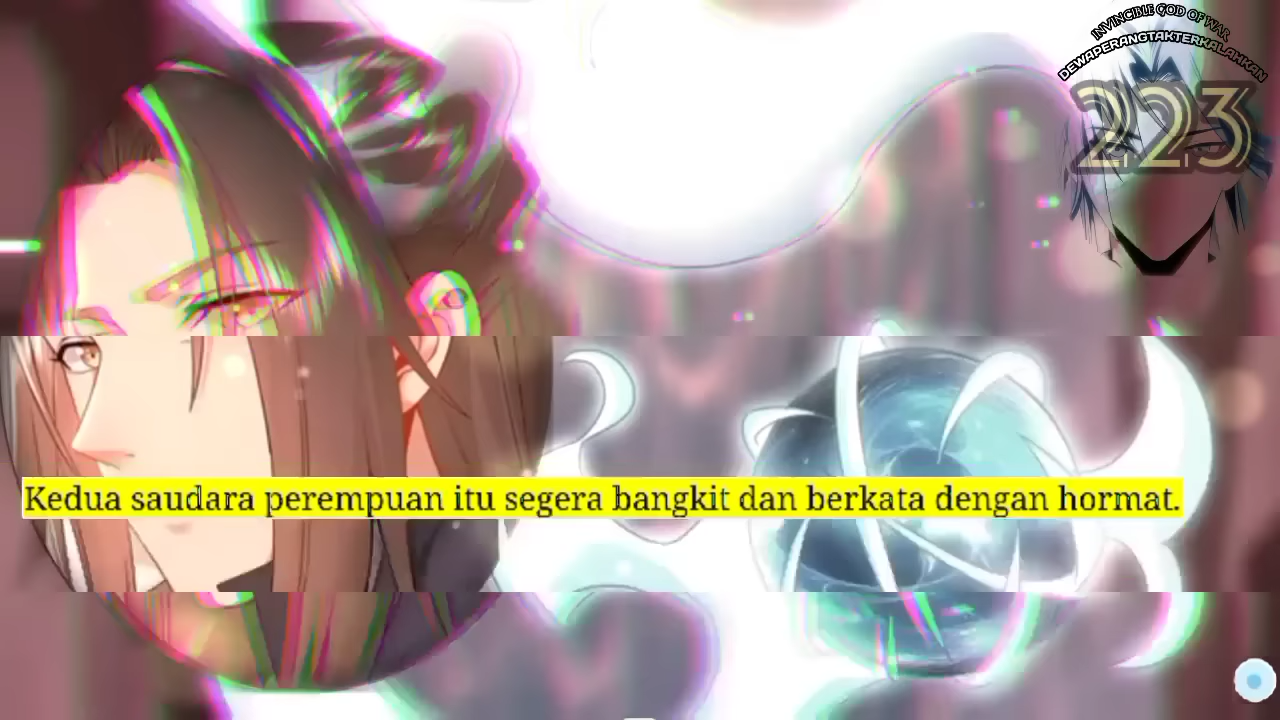 INVINCIBLE GOD OF WAR
DEWAPERANGTAKTERKALAHKAN
223
Kedua saudara perempuan itu segera bangkit dan berkata dengan hormat.